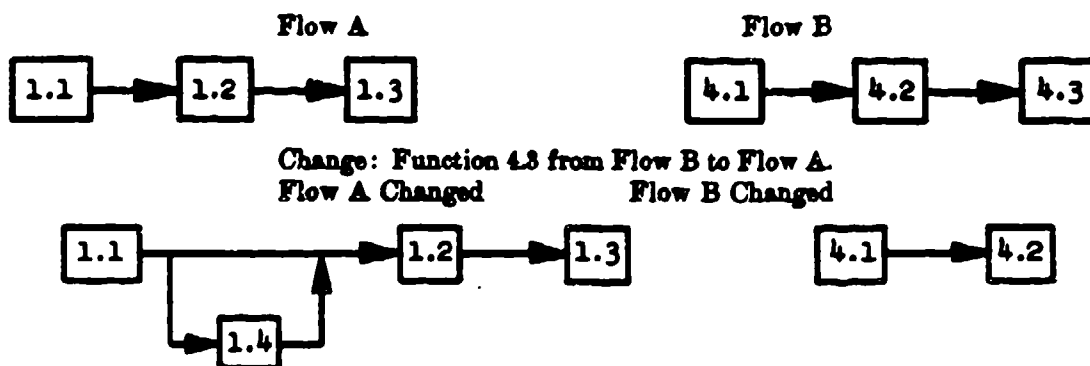 Flow A Flow B
1.1 1.2 1.3 4.1 4.2 4.3
Change: Function 4.3 from Flow B to Flow A.
Flow A Changed Flow B Changed
1.1 1.2 1.3 4.1 4.2
1.4